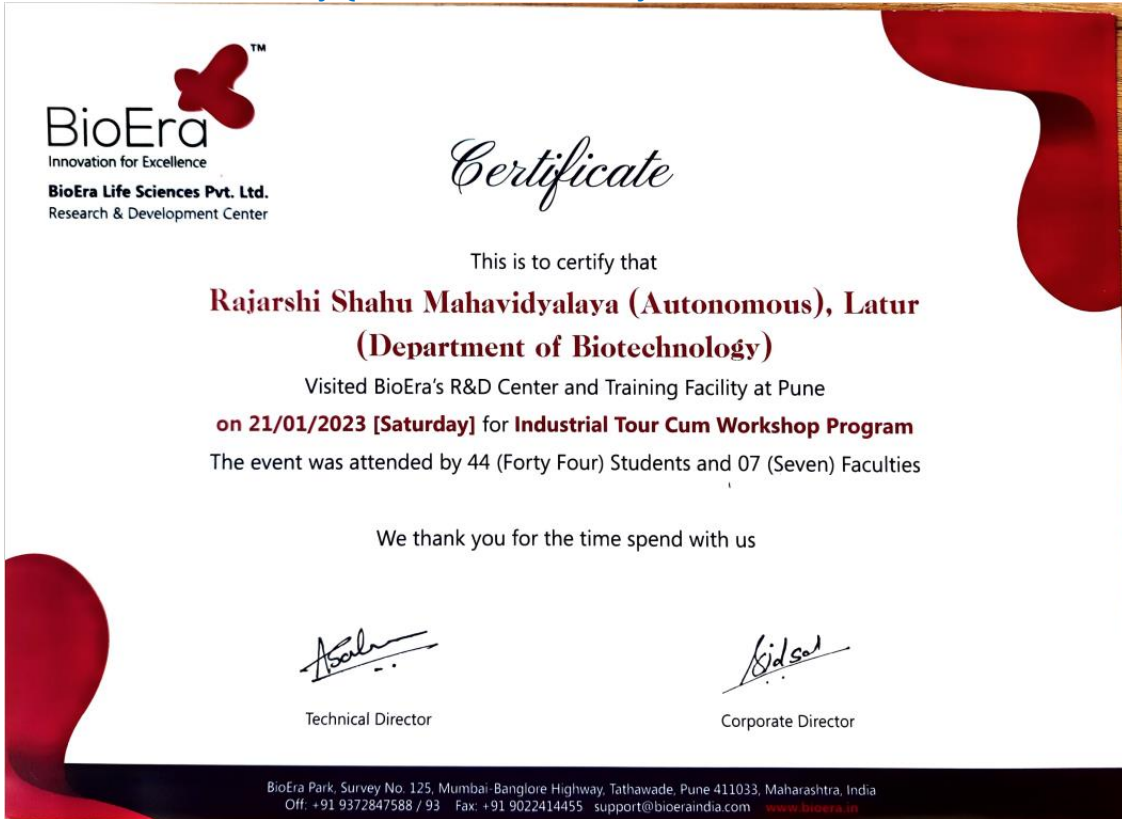 TM
BioEra
Innovation for Excellence
BioEra Life Sciences Pvt. Ltd.
Research & Development Center
Certificate
This is to certify that
Rajarshi Shahu Mahavidyalaya (Autonomous), Latur
(Department of Biotechnology)
Visited BioEra's R&D Center and Training Facility at Pune
on 21/01/2023 [Saturday] for Industrial Tour Cum Workshop Program
The event was attended by 44 (Forty Four) Students and 07 (Seven) Faculties
We thank you for the time spend with us
Technical Director
Corporate Director
BioEra Park, Survey No. 125, Mumbai-Banglore Highway, Tathawade, Pune 411033, Maharashtra, India
Off: +91 9372847588 / 93 Fax: +91 9022414455 support@bioeraindia.com www.bioera.in